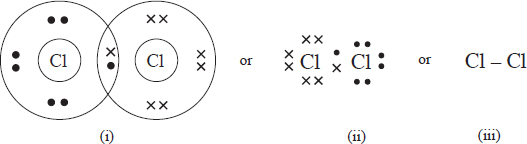 Cl Cl or Cl Cl or Cl – Cl
(i) (ii) (iii)